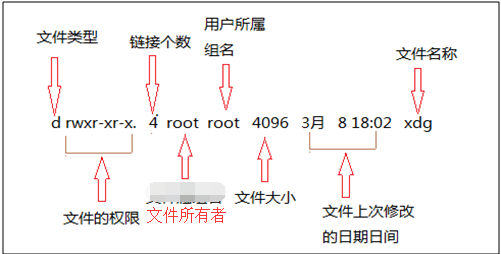 文件类型
链接个数
用户所属
组名
文件名称
d rwxr-xr-x. 4 root root 4096 3月 8 18:02 xdg
文件的权限
文件所有者
文件大小
文件上次修改
的日期日间